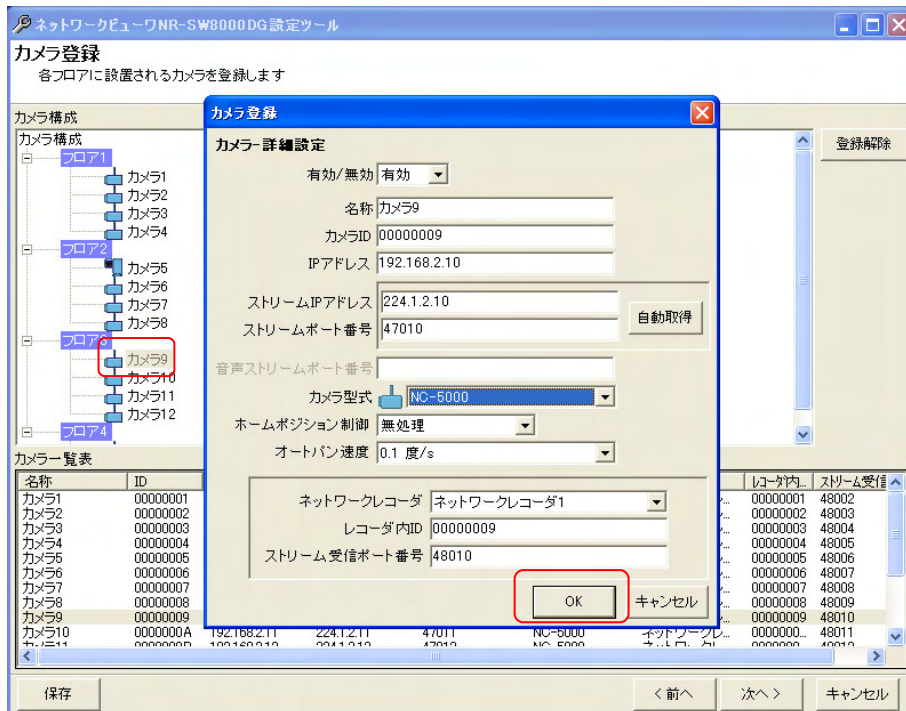 ネットワークビューワNR-SW8000DG設定ツール
カメラ登録
各フロアに設置されるカメラを登録します
カメラ構成
カメラ構成
フロア1
カメラ1
カメラ2
カメラ3
カメラ4
フロア2
カメラ5
カメラ6
カメラ7
カメラ8
カメラ9
カメラ10
カメラ11
カメラ12
フロア4
登録解除
カメラ登録
カメラー詳細設定
有効/無効 有効
名称 カメラ9
カメラID 00000009
IPアドレス 192.168.2.10
ストリームIPアドレス 224.1.2.10
ストリームポート番号 47010
自動取得
音声ストリームポート番号
カメラ型式 NC-5000
ホームポジション制御 無処理
オートパン速度 0.1 度/s
ネットワークレコーダ ネットワークレコーダ1
レコーダ内ID 00000009
ストリーム受信ポート番号 48010
OK キャンセル
カメラ一覧表
名称 ID レコーダ内... ストリーム受信
カメラ1 00000001 00000001 48002
カメラ2 00000002 00000002 48003
カメラ3 00000003 00000003 48004
カメラ4 00000004 00000004 48005
カメラ5 00000005 00000005 48006
カメラ6 00000006 00000006 48007
カメラ7 00000007 00000007 48008
カメラ8 00000008 00000008 48009
カメラ9 00000009 00000009 48010
カメラ10 0000000A 192.168.2.11 224.1.2.11 47011 NC-5000 ネットワークレ... 0000000... 48011
保存 <前へ 次へ> キャンセル